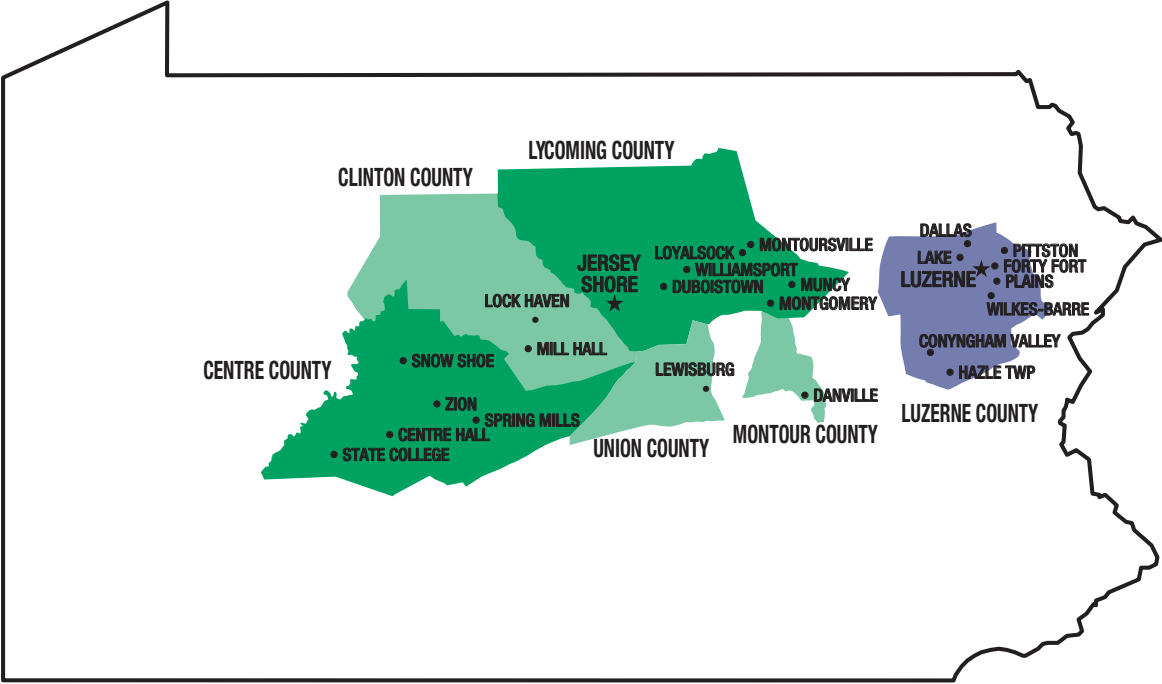 LYCOMING COUNTY
CLINTON COUNTY
DALLAS
MONTOURSVILLE
PITTSTON
LOYALSOCK
LAKE
JERSEY
SHORE
WILLIAMSPORT
FORTY FORT
LUZERNE
PLAINS
DUBOISTOWN
MUNCY
LOCK HAVEN
MONTGOMERY
WILKES-BARRE
MILL HALL
CONYNGHAM VALLEY
SNOW SHOE
CENTRE COUNTY
LEWISBURG
HAZLE TWP
DANVILLE
ZION
LUZERNE COUNTY
SPRING MILLS
CENTRE HALL
MONTOUR COUNTY
UNION COUNTY
STATE COLLEGE